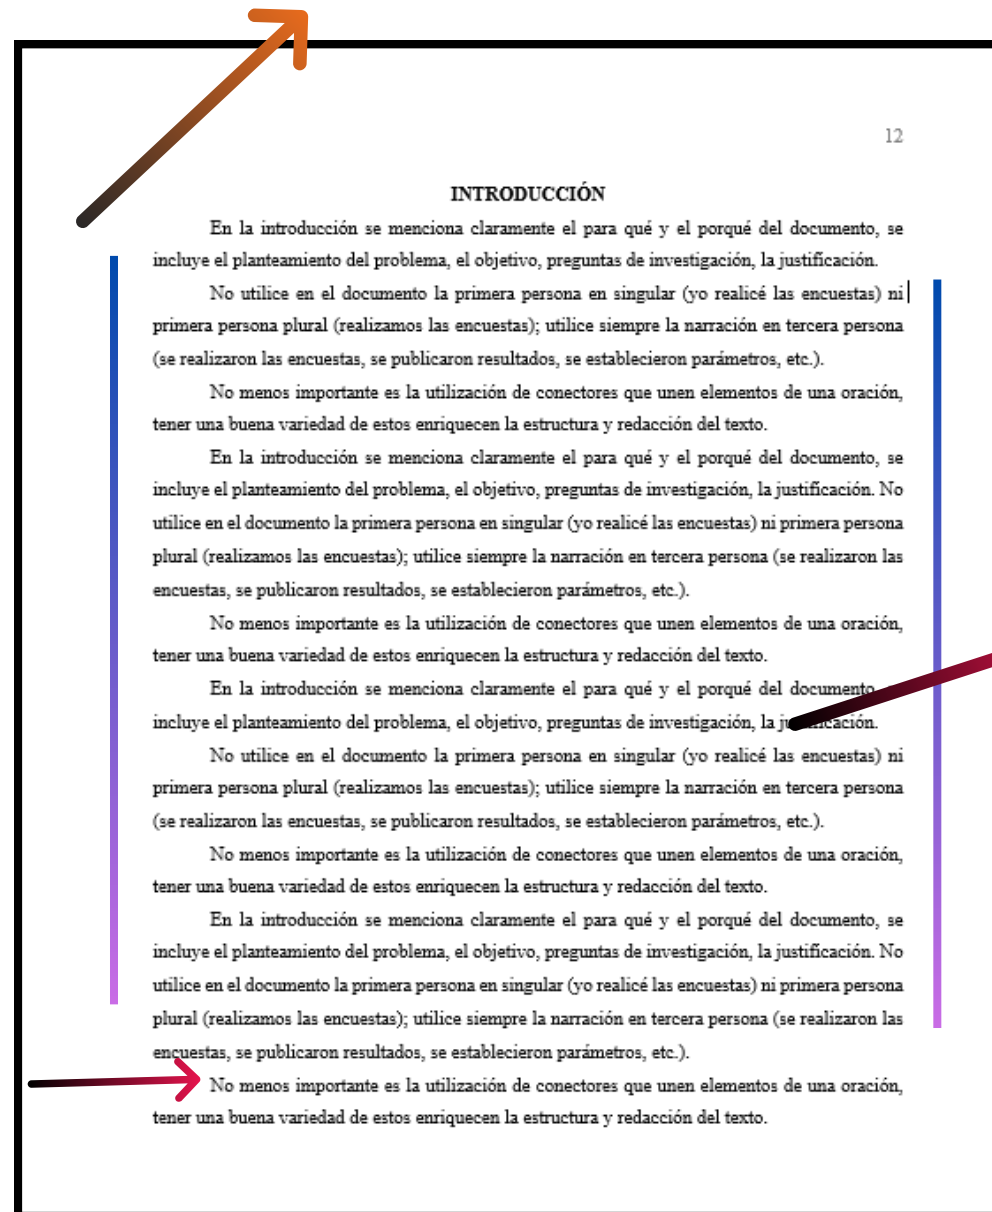 12
INTRODUCCIÓN
En la introducción se menciona claramente el para qué y el porqué del documento, se
incluye el planteamiento del problema, el objetivo, preguntas de investigación, la justificación.
No utilice en el documento la primera persona en singular (yo realicé las encuestas) ni
primera persona plural (realizamos las encuestas); utilice siempre la narración en tercera persona
(se realizaron las encuestas, se publicaron resultados, se establecieron parámetros, etc.).
No menos importante es la utilización de conectores que unen elementos de una oración,
tener una buena variedad de estos enriquecen la estructura y redacción del texto.
En la introducción se menciona claramente el para qué y el porqué del documento, se
incluye el planteamiento del problema, el objetivo, preguntas de investigación, la justificación. No
utilice en el documento la primera persona en singular (yo realicé las encuestas) ni primera persona
plural (realizamos las encuestas); utilice siempre la narración en tercera persona (se realizaron las
encuestas, se publicaron resultados, se establecieron parámetros, etc.).
No menos importante es la utilización de conectores que unen elementos de una oración,
tener una buena variedad de estos enriquecen la estructura y redacción del texto.
En la introducción se menciona claramente el para qué y el porqué del documento
incluye el planteamiento del problema, el objetivo, preguntas de investigación, la
No utilice en el documento la primera persona en singular (yo realicé las encuestas) ni
primera persona plural (realizamos las encuestas); utilice siempre la narración en tercera persona
(se realizaron las encuestas, se publicaron resultados, se establecieron parámetros, etc.).
No menos importante es la utilización de conectores que unen elementos de una oración,
tener una buena variedad de estos enriquecen la estructura y redacción del texto.
En la introducción se menciona claramente el para qué y el porqué del documento, se
incluye el planteamiento del problema, el objetivo, preguntas de investigación, la justificación. No
utilice en el documento la primera persona en singular (yo realicé las encuestas) ni primera persona
plural (realizamos las encuestas); utilice siempre la narración en tercera persona (se realizaron las
encuestas, se publicaron resultados, se establecieron parámetros, etc.).
No menos importante es la utilización de conectores que unen elementos de una oración,
tener una buena variedad de estos enriquecen la estructura y redacción del texto.